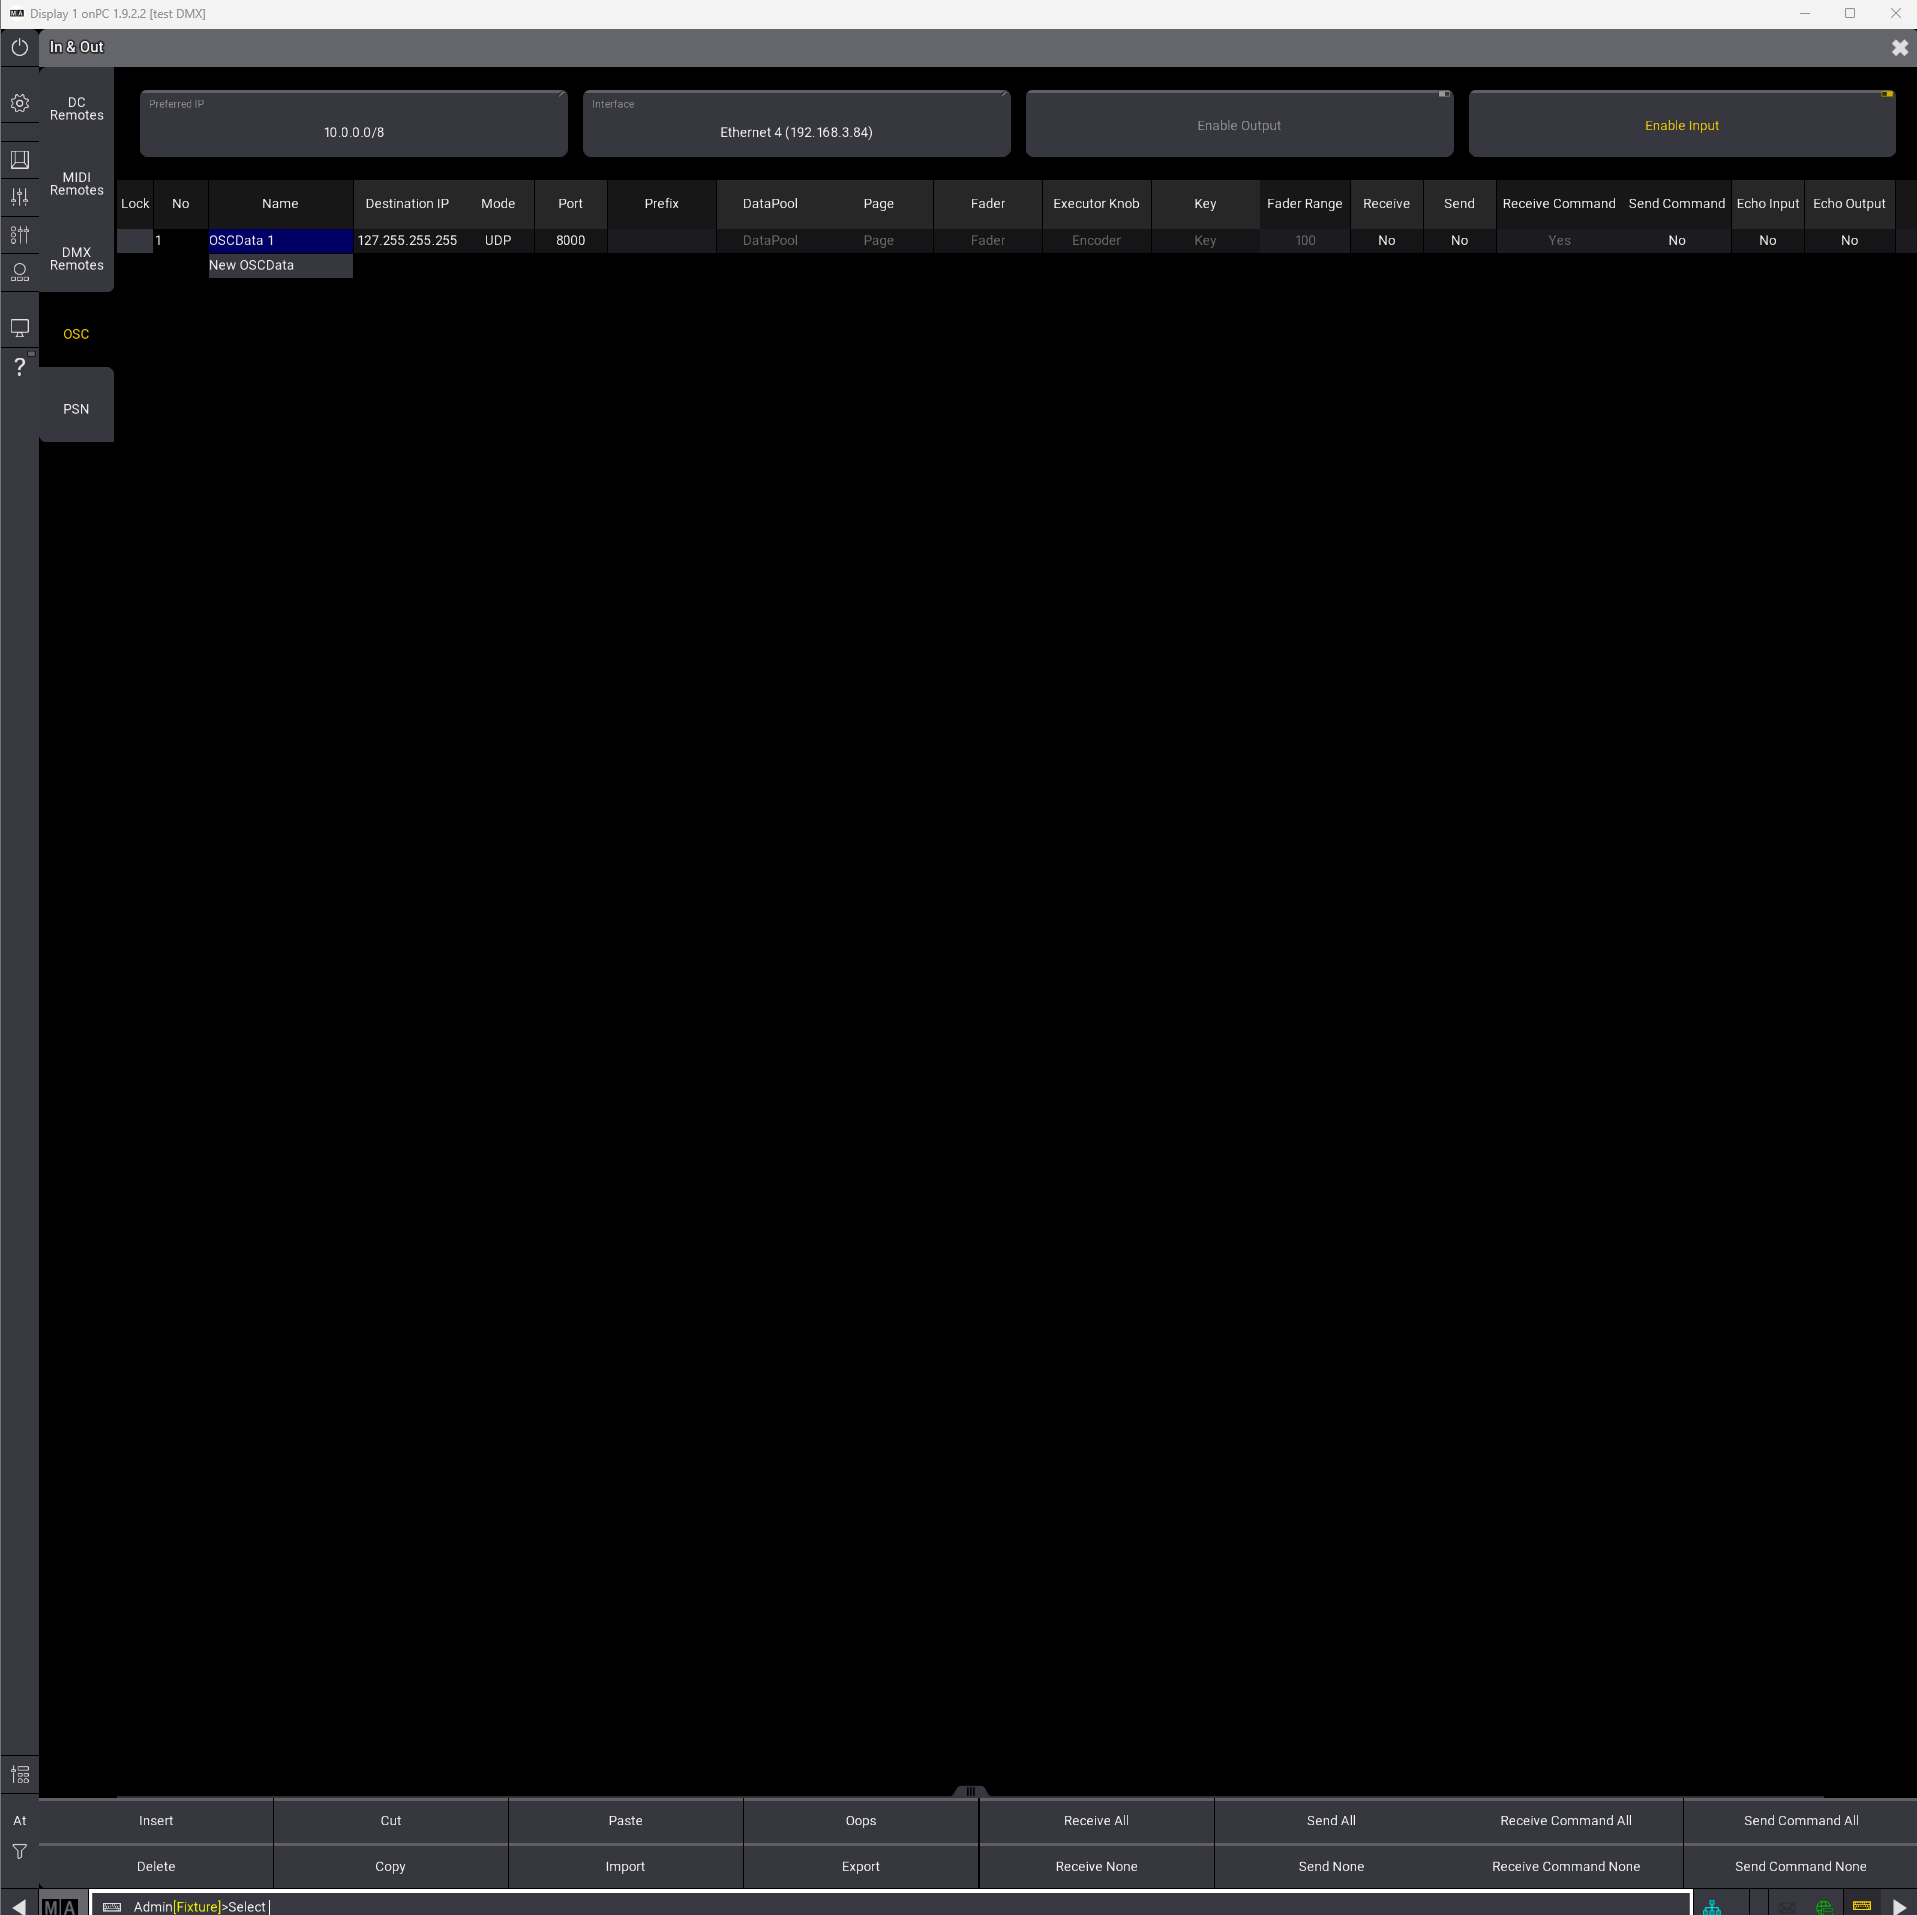 Display 1 onPC 1.9.2.2 [test DMX]
In & Out
DC Remotes
MIDI Remotes
DMX Remotes
OSC
PSN
Preferred IP
10.0.0.0/8
Interface
Ethernet 4 (192.168.3.84)
Enable Output
Enable Input
Lock No Name Destination IP Mode Port Prefix DataPool Page Fader Executor Knob Key Fader Range Receive Send Receive Command Send Command Echo Input Echo Output
1 OSCData 1 127.255.255.255 UDP 8000 DataPool Page Fader Encoder Key 100 No No Yes No No No
New OSCData
?
At
Insert Cut Paste Oops Receive All Send All Receive Command All Send Command All
Delete Copy Import Export Receive None Send None Receive Command None Send Command None
MA Admin[Fixture]>Select